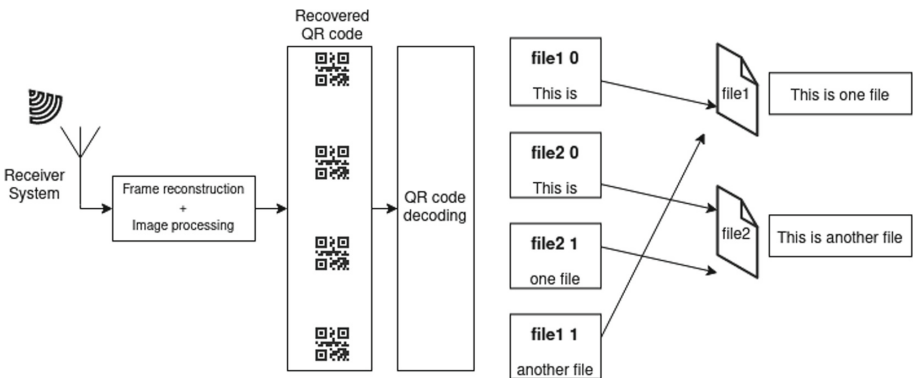 Recovered
QR code
Receiver
System
Frame reconstruction
+
Image processing
QR code
decoding
file1 0
This is
file2 0
This is
file2 1
one file
file1 1
another file
file1
This is one file
file2
This is another file